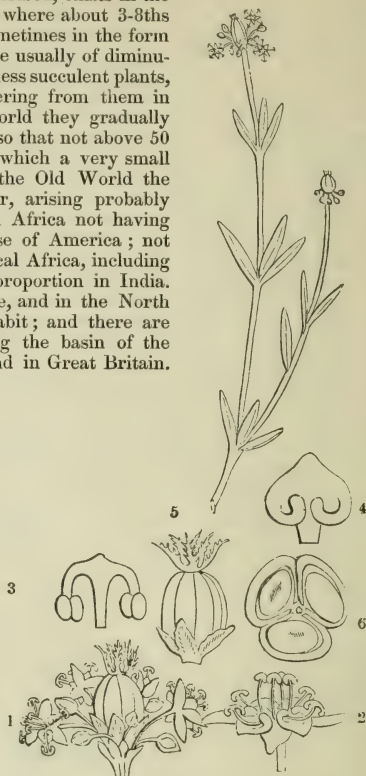 where about 3-8ths
metimes in the form
e usually of diminu-
less succulent plants,
ering from them in
orld they gradually
so that not above 50
which a very small
the Old World the
r, arising probably
Africa not having
se of America ; not
cal Africa, including
proportion in India.
e, and in the North
abit ; and there are
g the basin of the
nd in Great Britain.
5
4
3
6
1
2